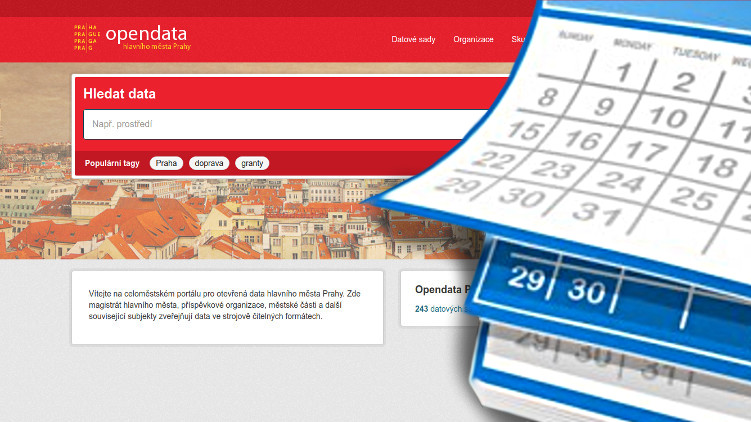 PRA|HA
PRA|GUE
PRA|GA
PRA|G
opendata
hlavního města Prahy
Datové sady
Organizace
Hledat data
Např. prostředí
Populární tagy
Praha
doprava
granty
Vítejte na celoměstském portálu pro otevřená data hlavního města Prahy. Zde
magistrát hlavního města, příspěvkové organizace, městské části a další
související subjekty zveřejňují data ve strojově čitelných formátech.
Opendata
243 datových
SUNDAY MONDAY TUESDAY
1 2 3
8 9 10 11
15 16 17 18
22 23 24 25
29 30 31
29 30
29 30 31